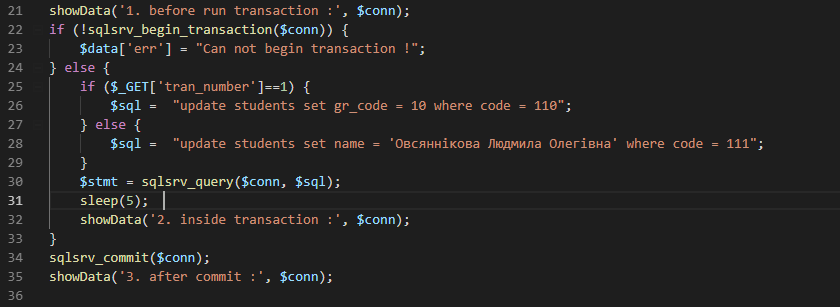 21 showData('1. before run transaction :', $conn);
22 if (!sqlsrv_begin_transaction($conn)) {
23 $data['err'] = "Can not begin transaction !";
24 } else {
25 if ($_GET['tran_number']==1) {
26 $sql =  "update students set gr_code = 10 where code = 110";
27 } else {
28 $sql =  "update students set name = 'Овсяннікова Людмила Олегівна' where code = 111";
29 }
30 $stmt = sqlsrv_query($conn, $sql);
31 sleep(5);
32 showData('2. inside transaction :', $conn);
33 }
34 sqlsrv_commit($conn);
35 showData('3. after commit :', $conn);
36